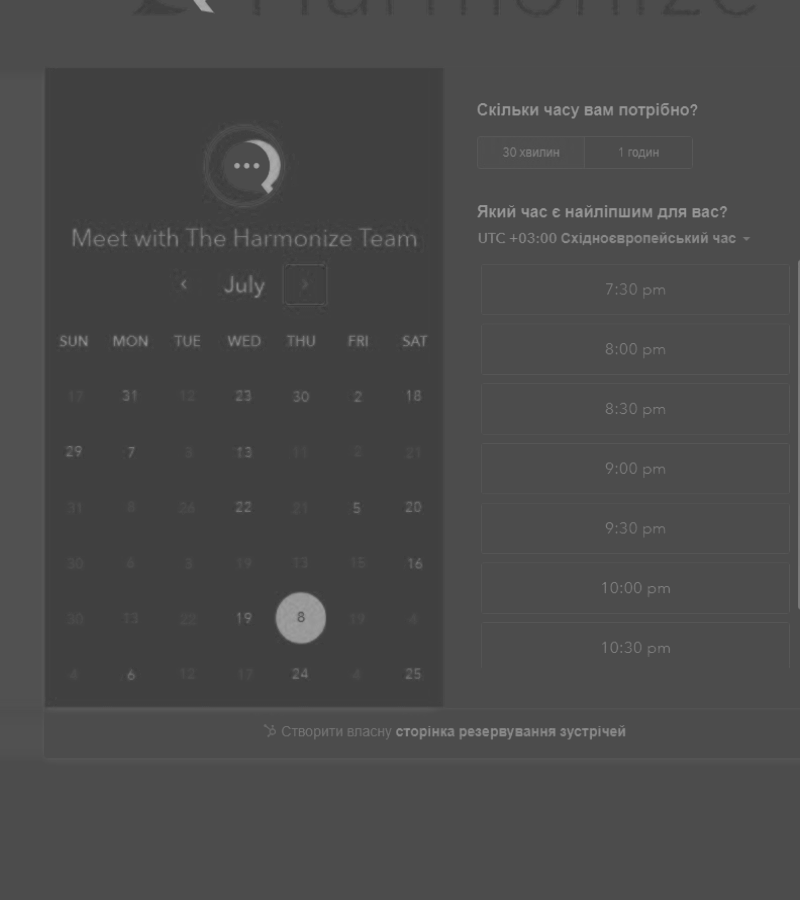 Harmonize
Meet with The Harmonize Team
July
SUN MON TUE WED THU FRI SAT
17 31 12 23 30 2 18
29 7 3 13 11 2 21
31 8 26 22 21 5 20
30 6 3 19 13 15 16
30 13 22 19 8 19 4
4 6 12 17 24 4 25
Скільки часу вам потрібно?
30 хвилин 1 годин
Який час є найліпшим для вас?
UTC +03:00 Східноєвропейський час
7:30 pm
8:00 pm
8:30 pm
9:00 pm
9:30 pm
10:00 pm
10:30 pm
Створити власну сторінка резервування зустрічей